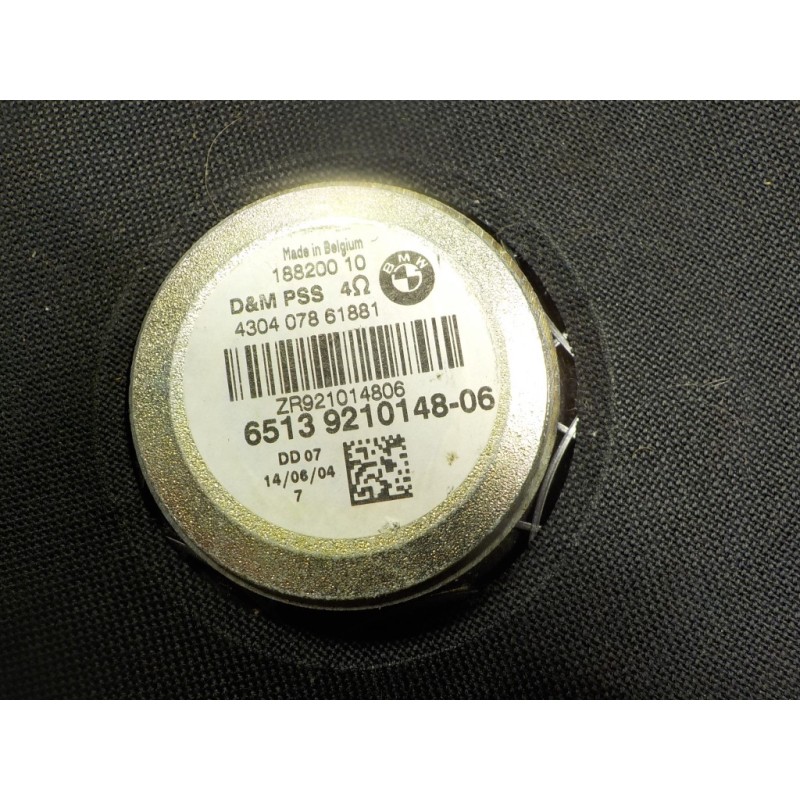 Made in Belgium
188200 10
D&M PSS 4Ω
BMW
4304 078 61881
ZR921014806
6513 9210148-06
DD 07
14/06/04
7